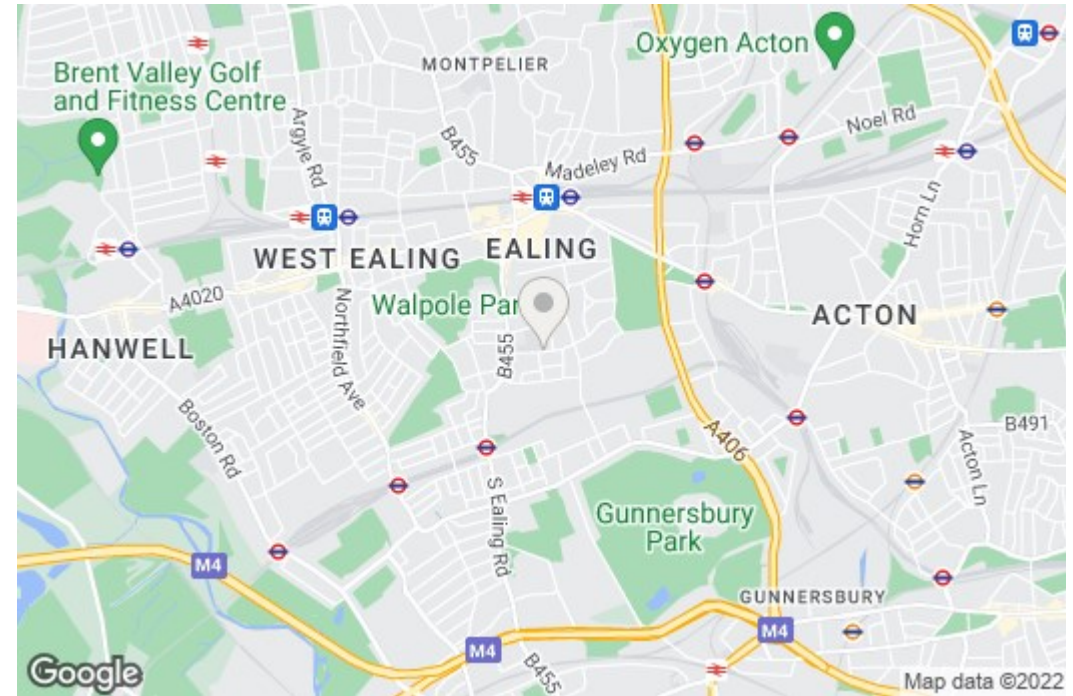 Oxygen Acton
MONTPELIER
Brent Valley Golf
and Fitness Centre
Argyle Rd
B455
Noel Rd
Madeley Rd
Horn Ln
WEST EALING
EALING
A4020
Walpole Par
ACTON
HANWELL
Northfield Ave
B455
Boston Rd
A406
B491
Acton Ln
S Ealing Rd
Gunnersbury
Park
M4
GUNNERSBURY
M4
M4
B455
Google
Map data ©2022